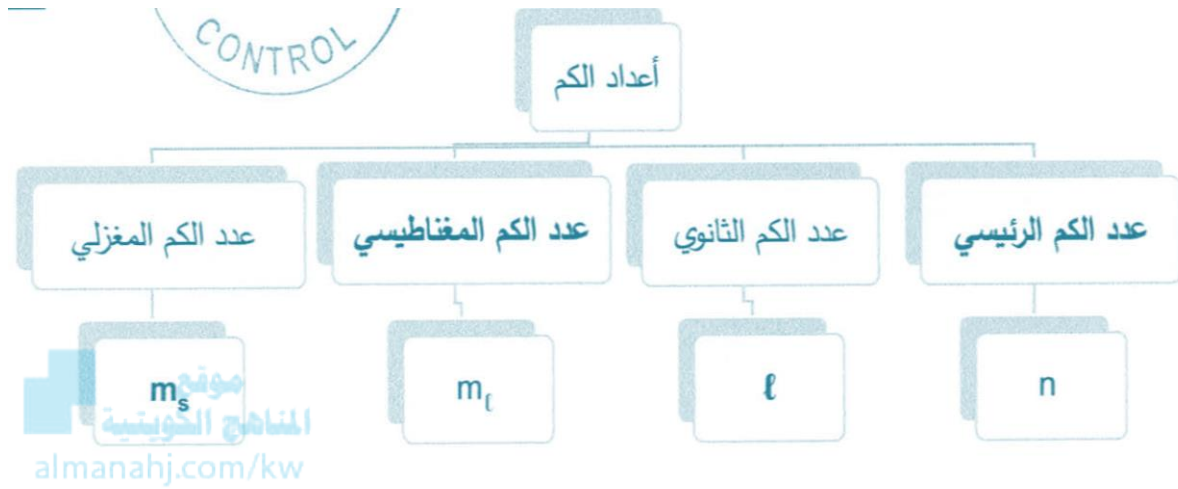 CONTROL
أعداد الكم
عدد الكم الرئيسي
عدد الكم الثانوي
عدد الكم المغناطيسي
عدد الكم المغزلي
n
ℓ
mℓ
ms
موقع
المناهج الكويتية
almanahj.com/kw